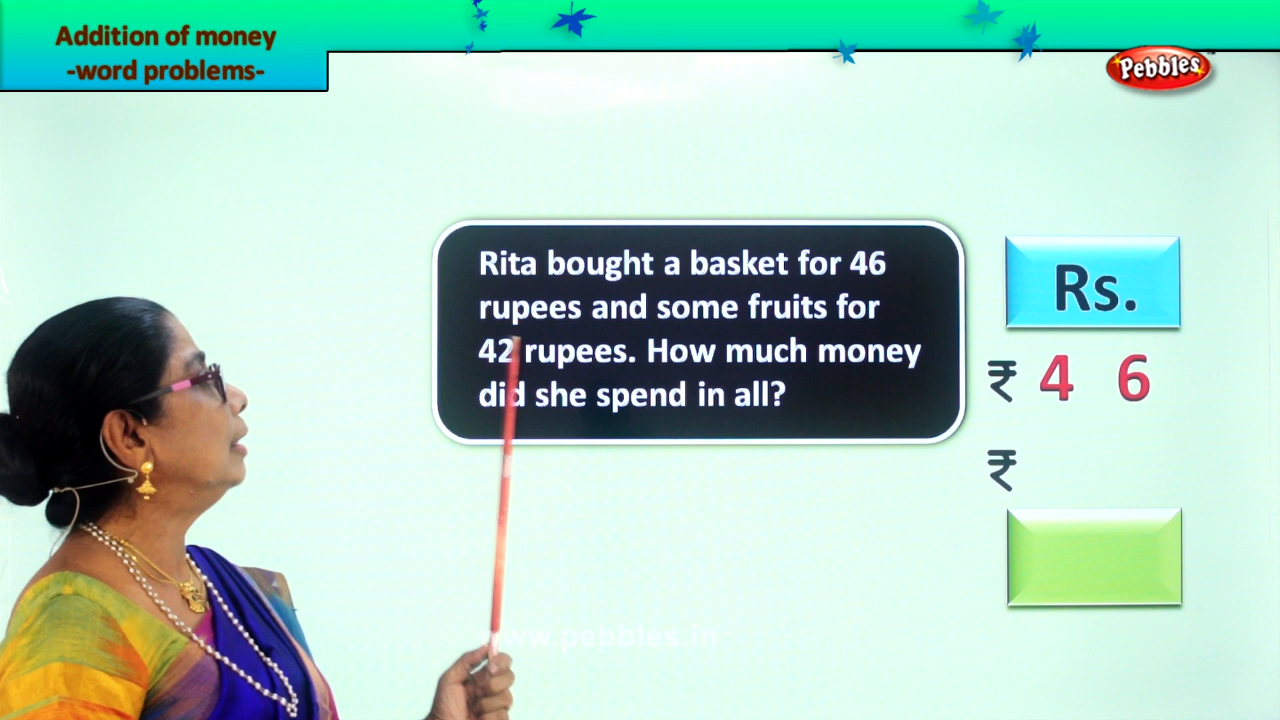 Addition of money
-word problems-
Pebbles
Rita bought a basket for 46
rupees and some fruits for
42 rupees. How much money
did she spend in all?
Rs.
₹ 4 6
₹
www.pebbles.in